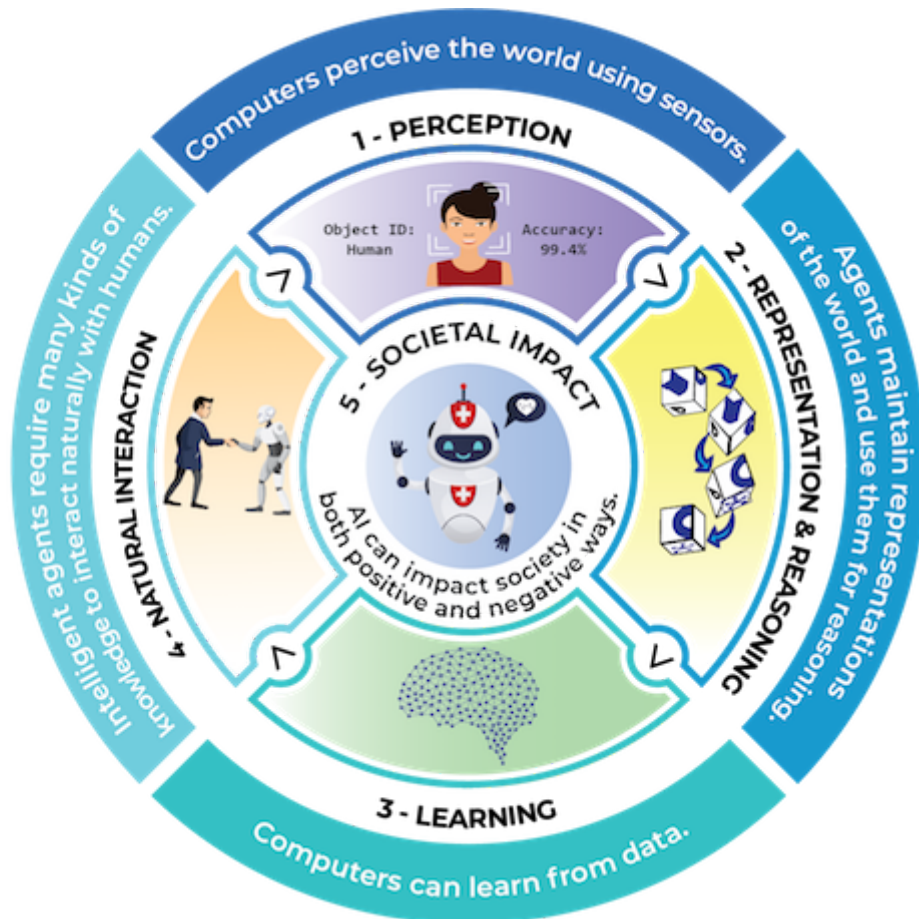 Computers perceive the world using sensors.
1 - PERCEPTION
Object ID:
Human
Accuracy:
99.4%
Agents maintain representations
of the world and use them for reasoning.
2 - REPRESENTATION & REASONING
3 - LEARNING
Computers can learn from data.
Intelligent agents require many kinds of
knowledge to interact naturally with humans.
4 - NATURAL INTERACTION
5 - SOCIETAL IMPACT
AI can impact society in
both positive and negative ways.